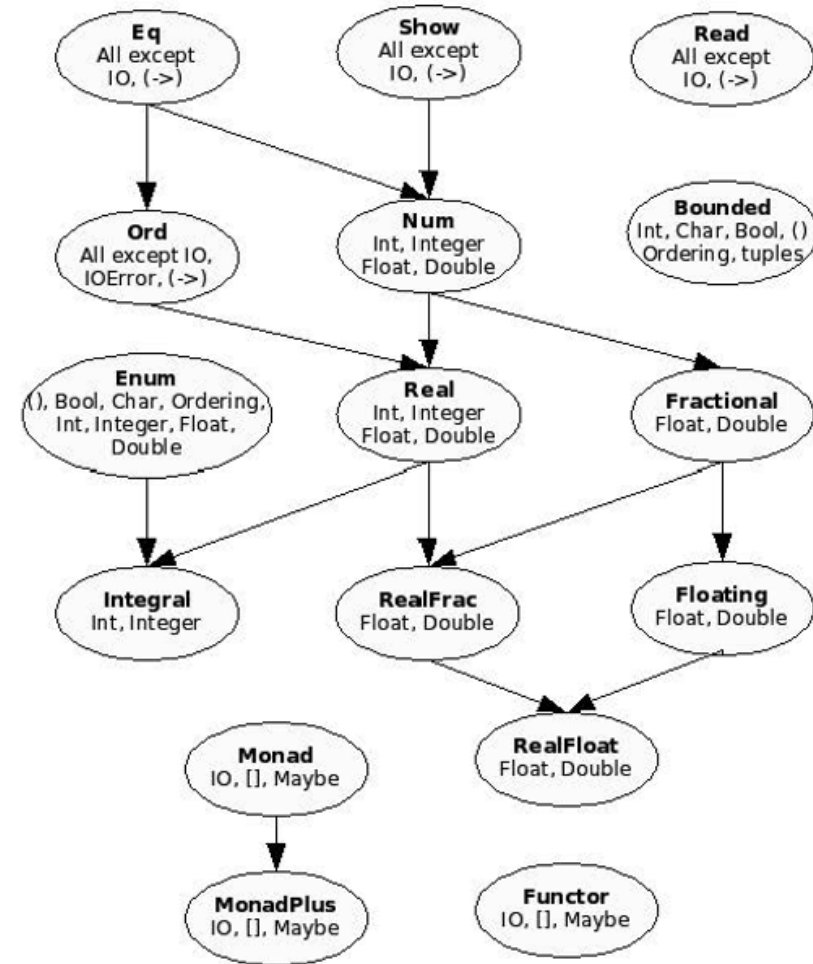 Eq
All except
IO, (->)
Show
All except
IO, (->)
Read
All except
IO, (->)
Ord
All except IO,
IOError, (->)
Num
Int, Integer
Float, Double
Bounded
Int, Char, Bool, ()
Ordering, tuples
Enum
(), Bool, Char, Ordering,
Int, Integer, Float,
Double
Real
Int, Integer
Float, Double
Fractional
Float, Double
Integral
Int, Integer
RealFrac
Float, Double
Floating
Float, Double
Monad
IO, [], Maybe
RealFloat
Float, Double
MonadPlus
IO, [], Maybe
Functor
IO, [], Maybe